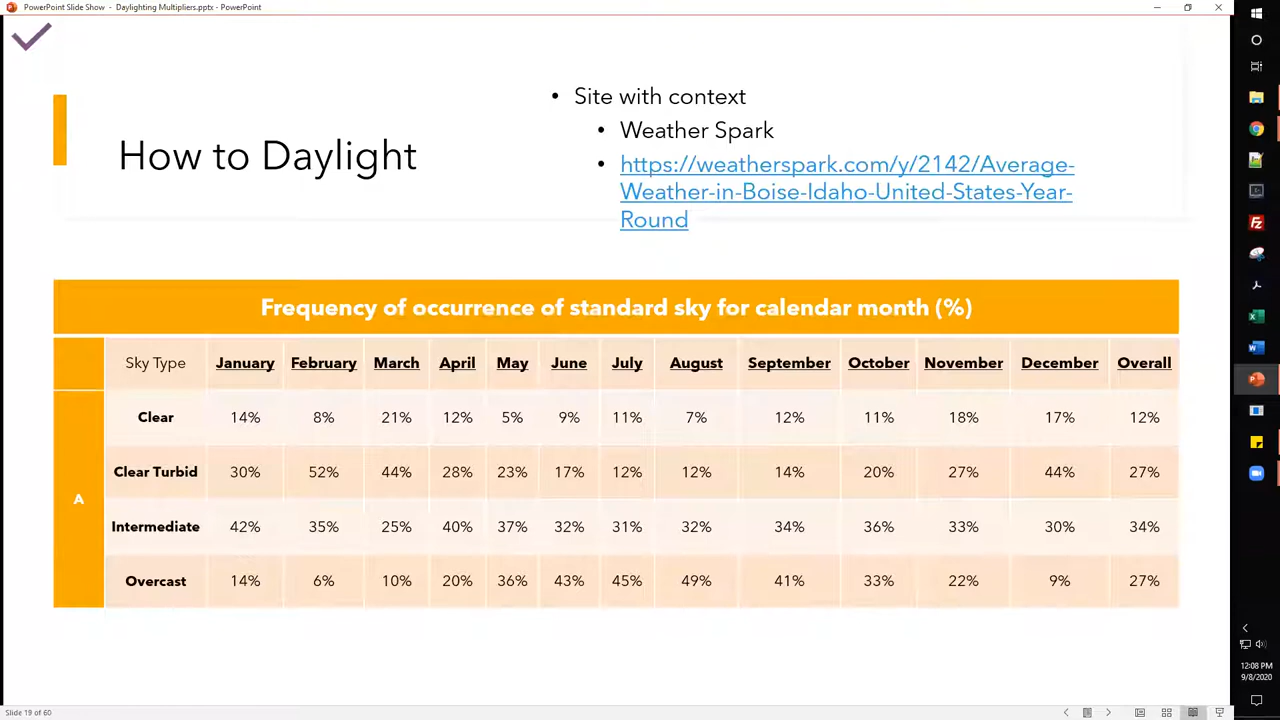 PowerPoint Slide Show - Daylighting Multipliers.pptx - PowerPoint
How to Daylight
• Site with context
• Weather Spark
• https://weatherspark.com/y/2142/Average-
Weather-in-Boise-Idaho-United-States-Year-
Round
Frequency of occurrence of standard sky for calendar month (%)
Sky Type January February March April May June July August September October November December Overall
A
Clear 14% 8% 21% 12% 5% 9% 11% 7% 12% 11% 18% 17% 12%
Clear Turbid 30% 52% 44% 28% 23% 17% 12% 12% 14% 20% 27% 44% 27%
Intermediate 42% 35% 25% 40% 37% 32% 31% 32% 34% 36% 33% 30% 34%
Overcast 14% 6% 10% 20% 36% 43% 45% 49% 41% 33% 22% 9% 27%
12:08 PM
9/8/2020
Slide 19 of 60